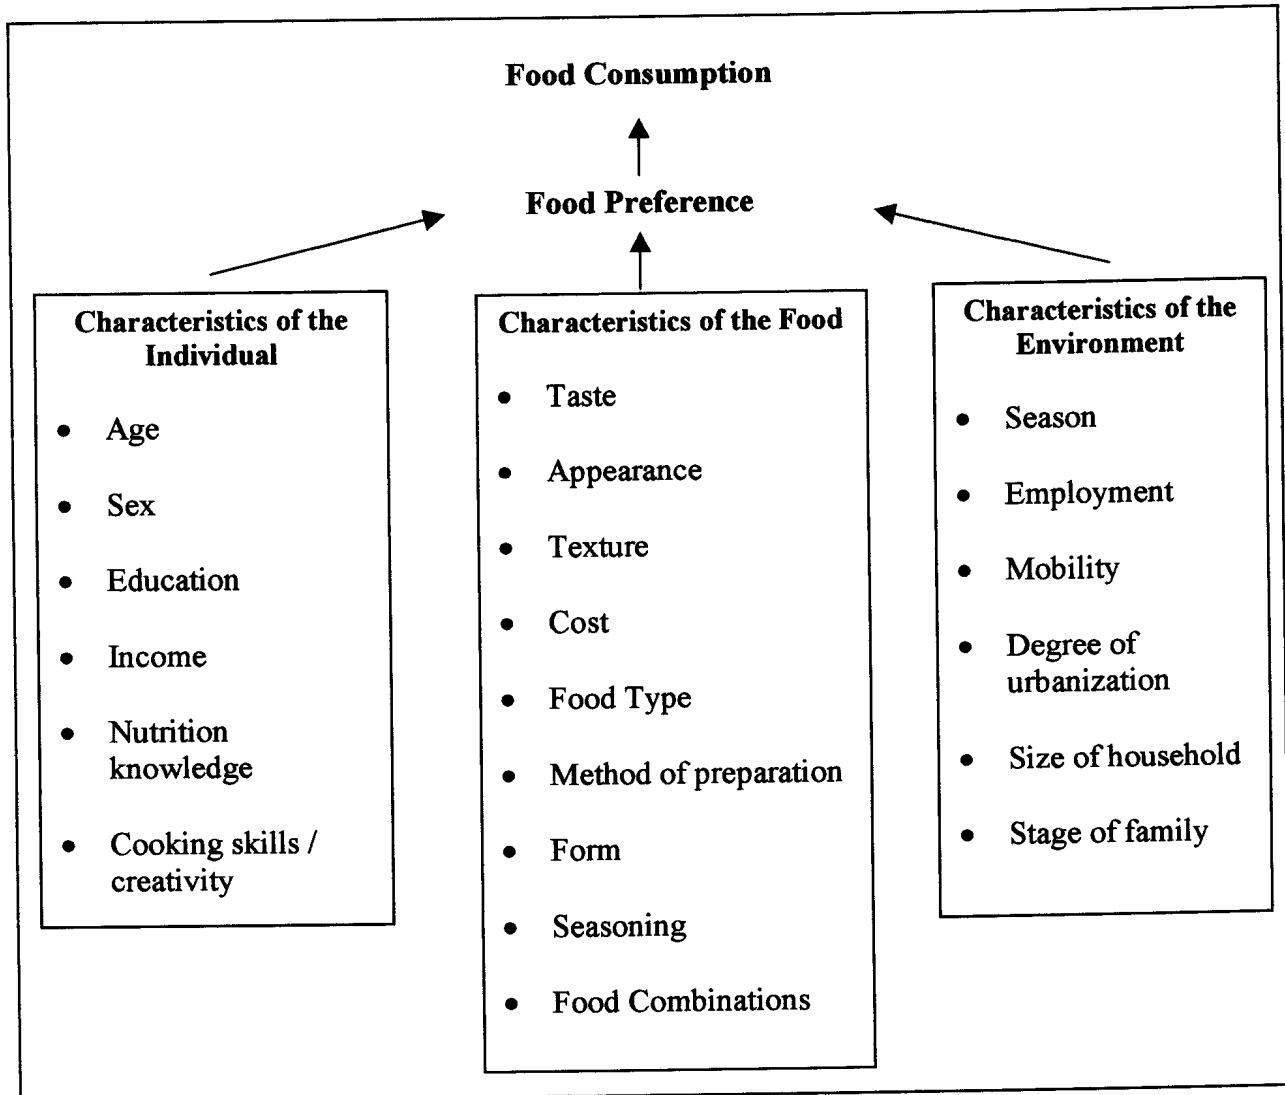 Food Consumption
Food Preference
Characteristics of the
Individual
• Age
• Sex
• Education
• Income
• Nutrition
knowledge
• Cooking skills /
creativity
Characteristics of the Food
• Taste
• Appearance
• Texture
• Cost
• Food Type
• Method of preparation
• Form
• Seasoning
• Food Combinations
Characteristics of the
Environment
• Season
• Employment
• Mobility
• Degree of
urbanization
• Size of household
• Stage of family